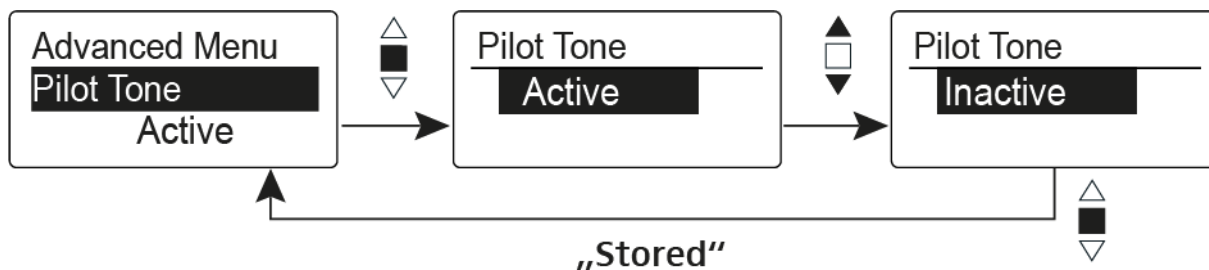 Advanced Menu
Pilot Tone
Active
Pilot Tone
Active
Pilot Tone
Inactive
„Stored“